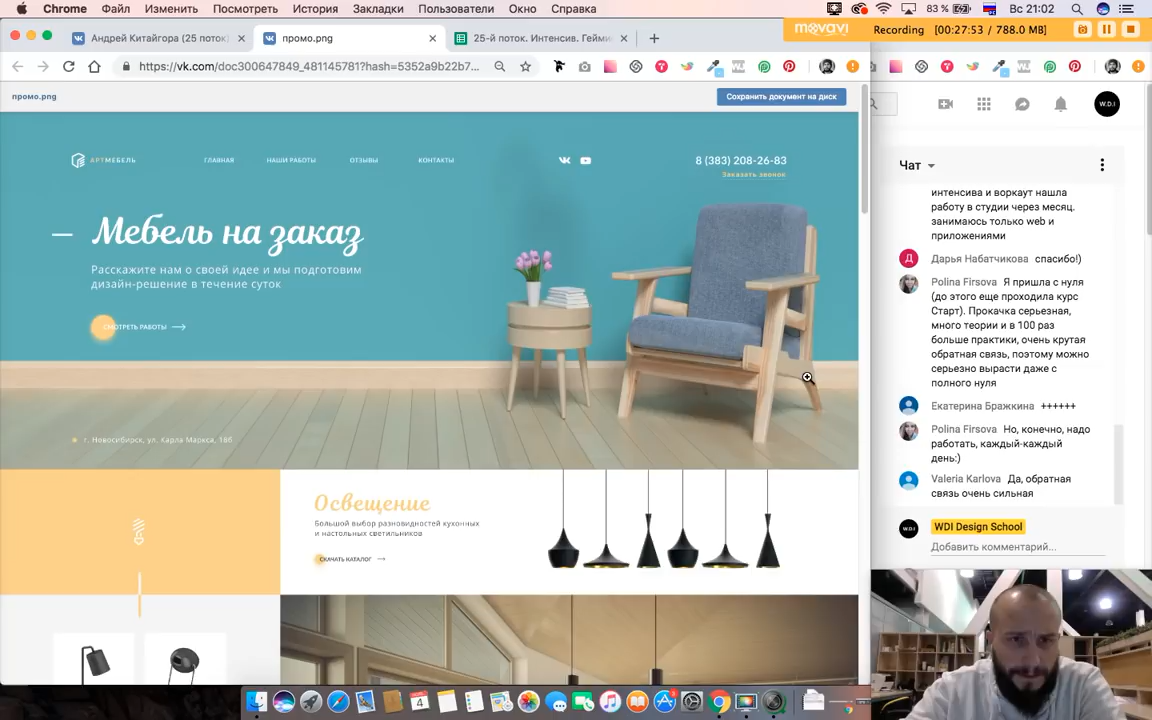 Chrome Файл Изменить Посмотреть История Закладки Пользователи Окно Справка
83 % Вс 21:02
movavi Recording [00:27:53 / 788.0 MB]
Андрей Китайгора (25 поток)
промо.png
25-й поток. Интенсив. Гейми
https://vk.com/doc300647849_481145781?hash=5352a9b22b7...
промо.png
Сохранить документ на диск
АРТМЕБЕЛЬ
ГЛАВНАЯ НАШИ РАБОТЫ ОТЗЫВЫ КОНТАКТЫ
8 (383) 208-26-83
Заказать звонок
Мебель на заказ
Расскажите нам о своей идее и мы подготовим
дизайн-решение в течение суток
СМОТРЕТЬ РАБОТЫ
г. Новосибирск, ул. Карла Маркса, 16б
Освещение
Большой выбор разновидностей кухонных
и настольных светильников
СКАЧАТЬ КАТАЛОГ
W.D.I
Чат
интенсива и воркаут нашла
работу в студии через месяц.
занимаюсь только web и
приложениями
Д Дарья Набатчикова спасибо!)
Polina Firsova Я пришла с нуля
(до этого еще проходила курс
Старт). Прокачка серьезная,
много теории и в 100 раз
больше практики, очень крутая
обратная связь, поэтому можно
серьезно вырасти даже с
полного нуля
Екатерина Бражкина ++++++
Polina Firsova Но, конечно, надо
работать, каждый-каждый
день:)
Valeria Karlova Да, обратная
связь очень сильная
WDI Design School
Добавить комментарий...